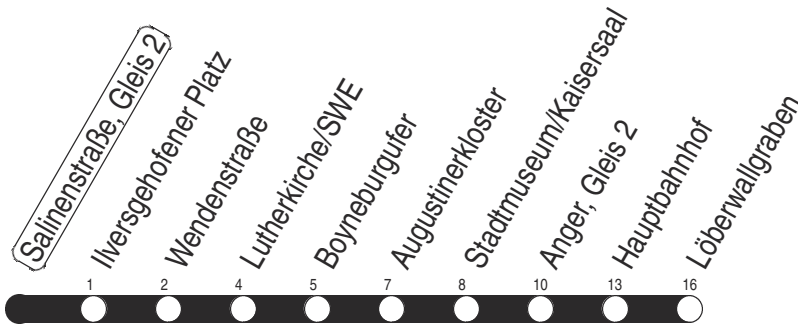 Salinenstraße, Gleis 2
Ilversgehofener Platz
Wendenstraße
Lutherkirche/SWE
Boyneburgufer
Augustinerkloster
Stadtmuseum/Kaisersaal
Anger, Gleis 2
Hauptbahnhof
Löberwallgraben
1 2 4 5 7 8 10 13 16